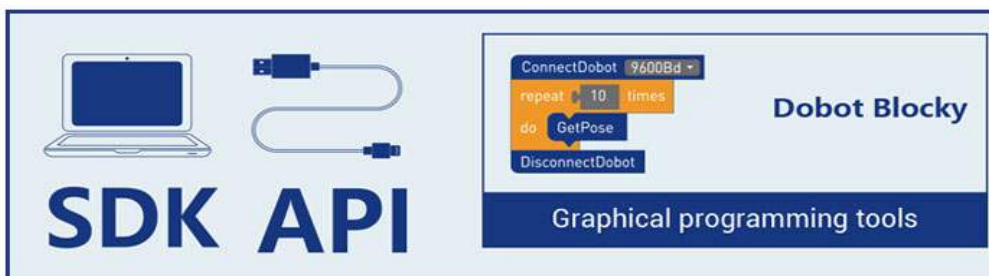 SDK API
ConnectDobot 9600Bd
repeat 10 times
do GetPose
DisconnectDobot
Dobot Blocky
Graphical programming tools